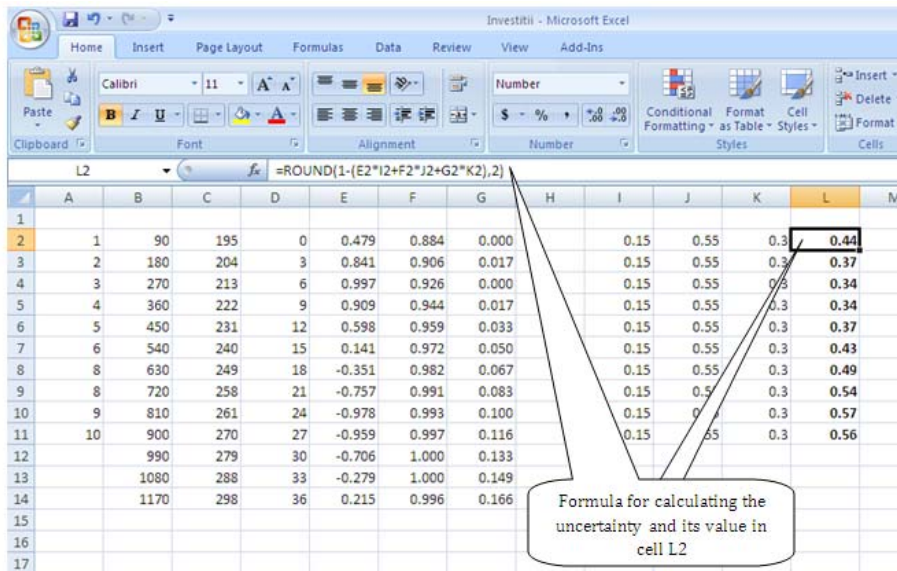 Investitii - Microsoft Excel
Home Insert Page Layout Formulas Data Review View Add-Ins
Calibri 11 A A Number Insert
Paste B I U A $ % , .0 .00 .00 .0 Conditional Formatting Format as Table Cell Styles Delete
Format
Clipboard Font Alignment Number Styles Cells
L2 fx =ROUND(1-(E2*I2+F2*J2+G2*K2),2)
A B C D E F G H I J K L M
1
2 1 90 195 0 0.479 0.884 0.000 0.15 0.55 0.3 0.44
3 2 180 204 3 0.841 0.906 0.017 0.15 0.55 0.3 0.37
4 3 270 213 6 0.997 0.926 0.000 0.15 0.55 0.3 0.34
5 4 360 222 9 0.909 0.944 0.017 0.15 0.55 0.3 0.34
6 5 450 231 12 0.598 0.959 0.033 0.15 0.55 0.3 0.37
7 6 540 240 15 0.141 0.972 0.050 0.15 0.55 0.3 0.43
8 8 630 249 18 -0.351 0.982 0.067 0.15 0.55 0.3 0.49
9 8 720 258 21 -0.757 0.991 0.083 0.15 0.3 0.54
10 9 810 261 24 -0.978 0.993 0.100 0.15 0.3 0.57
11 10 900 270 27 -0.959 0.997 0.116 0.15 0.3 0.56
12 990 279 30 -0.706 1.000 0.133
13 1080 288 33 -0.279 1.000 0.149
14 1170 298 36 0.215 0.996 0.166
15
16
17
Formula for calculating the
uncertainty and its value in
cell L2